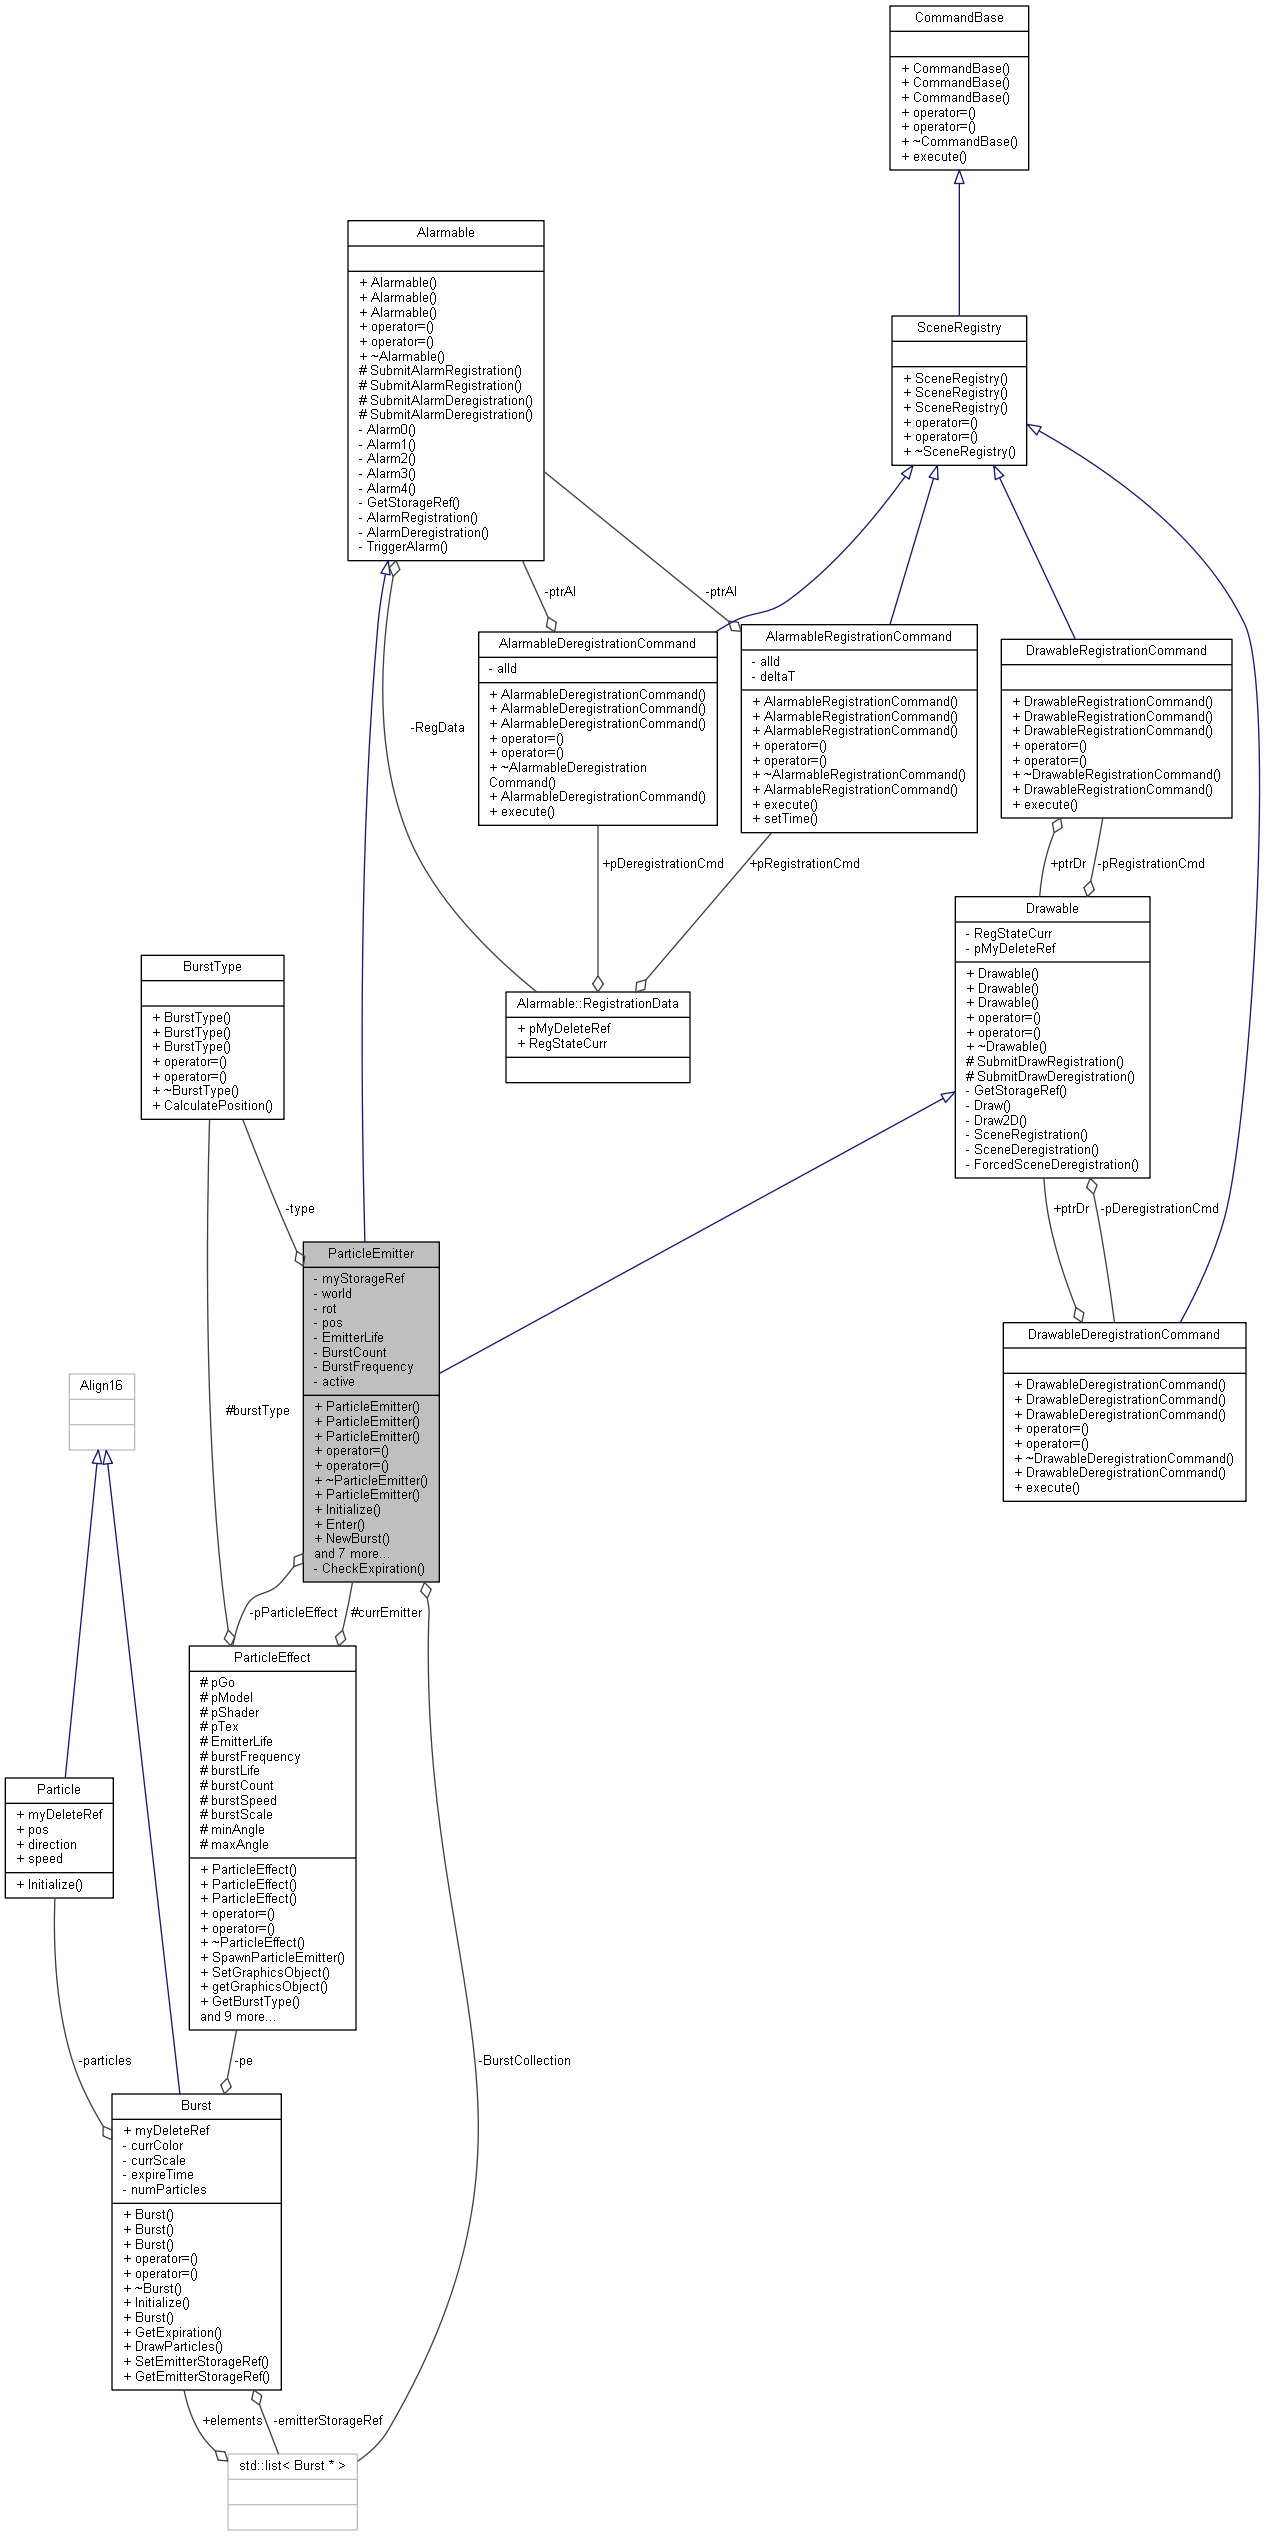 CommandBase
+ CommandBase()
+ CommandBase()
+ CommandBase()
+ operator=()
+ operator=()
+ ~CommandBase()
+ execute()
Alarmable
+ Alarmable()
+ Alarmable()
+ Alarmable()
+ operator=()
+ operator=()
+ ~Alarmable()
# SubmitAlarmRegistration()
# SubmitAlarmRegistration()
# SubmitAlarmDeregistration()
# SubmitAlarmDeregistration()
- Alarm0()
- Alarm1()
- Alarm2()
- Alarm3()
- Alarm4()
- GetStorageRef()
- AlarmRegistration()
- AlarmDeregistration()
- TriggerAlarm()
SceneRegistry
+ SceneRegistry()
+ SceneRegistry()
+ SceneRegistry()
+ operator=()
+ operator=()
+ ~SceneRegistry()
-ptrAl
-ptrAl
-RegData
AlarmableDeregistrationCommand
- alId
+ AlarmableDeregistrationCommand()
+ AlarmableDeregistrationCommand()
+ AlarmableDeregistrationCommand()
+ operator=()
+ operator=()
+ ~AlarmableDeregistration
Command()
+ AlarmableDeregistrationCommand()
+ execute()
AlarmableRegistrationCommand
- alId
- deltaT
+ AlarmableRegistrationCommand()
+ AlarmableRegistrationCommand()
+ AlarmableRegistrationCommand()
+ operator=()
+ operator=()
+ ~AlarmableRegistrationCommand()
+ AlarmableRegistrationCommand()
+ execute()
+ setTime()
DrawableRegistrationCommand
+ DrawableRegistrationCommand()
+ DrawableRegistrationCommand()
+ DrawableRegistrationCommand()
+ operator=()
+ operator=()
+ ~DrawableRegistrationCommand()
+ DrawableRegistrationCommand()
+ execute()
+pDeregistrationCmd
+pRegistrationCmd
+ptrDr
-pRegistrationCmd
Drawable
- RegStateCurr
- pMyDeleteRef
+ Drawable()
+ Drawable()
+ Drawable()
+ operator=()
+ operator=()
+ ~Drawable()
# SubmitDrawRegistration()
# SubmitDrawDeregistration()
- GetStorageRef()
- Draw()
- Draw2D()
- SceneRegistration()
- SceneDeregistration()
- ForcedSceneDeregistration()
BurstType
+ BurstType()
+ BurstType()
+ BurstType()
+ operator=()
+ operator=()
+ ~BurstType()
+ CalculatePosition()
Alarmable::RegistrationData
+ pMyDeleteRef
+ RegStateCurr
-type
+ptrDr
-pDeregistrationCmd
ParticleEmitter
- myStorageRef
- world
- rot
- pos
- EmitterLife
- BurstCount
- BurstFrequency
- active
+ ParticleEmitter()
+ ParticleEmitter()
+ ParticleEmitter()
+ operator=()
+ operator=()
+ ~ParticleEmitter()
+ ParticleEmitter()
+ Initialize()
+ Enter()
+ NewBurst()
and 7 more...
- CheckExpiration()
DrawableDeregistrationCommand
+ DrawableDeregistrationCommand()
+ DrawableDeregistrationCommand()
+ DrawableDeregistrationCommand()
+ operator=()
+ operator=()
+ ~DrawableDeregistrationCommand()
+ DrawableDeregistrationCommand()
+ execute()
Align16
#burstType
-pParticleEffect
#currEmitter
ParticleEffect
# pGo
# pModel
# pShader
# pTex
# EmitterLife
# burstFrequency
# burstLife
# burstCount
# burstSpeed
# burstScale
# minAngle
# maxAngle
+ ParticleEffect()
+ ParticleEffect()
+ ParticleEffect()
+ operator=()
+ operator=()
+ ~ParticleEffect()
+ SpawnParticleEmitter()
+ SetGraphicsObject()
+ getGraphicsObject()
+ GetBurstType()
and 9 more...
Particle
+ myDeleteRef
+ pos
+ direction
+ speed
+ Initialize()
-particles
-pe
-BurstCollection
Burst
+ myDeleteRef
- currColor
- currScale
- expireTime
- numParticles
+ Burst()
+ Burst()
+ Burst()
+ operator=()
+ operator=()
+ ~Burst()
+ Initialize()
+ Burst()
+ GetExpiration()
+ DrawParticles()
+ SetEmitterStorageRef()
+ GetEmitterStorageRef()
+elements
-emitterStorageRef
std::list< Burst * >